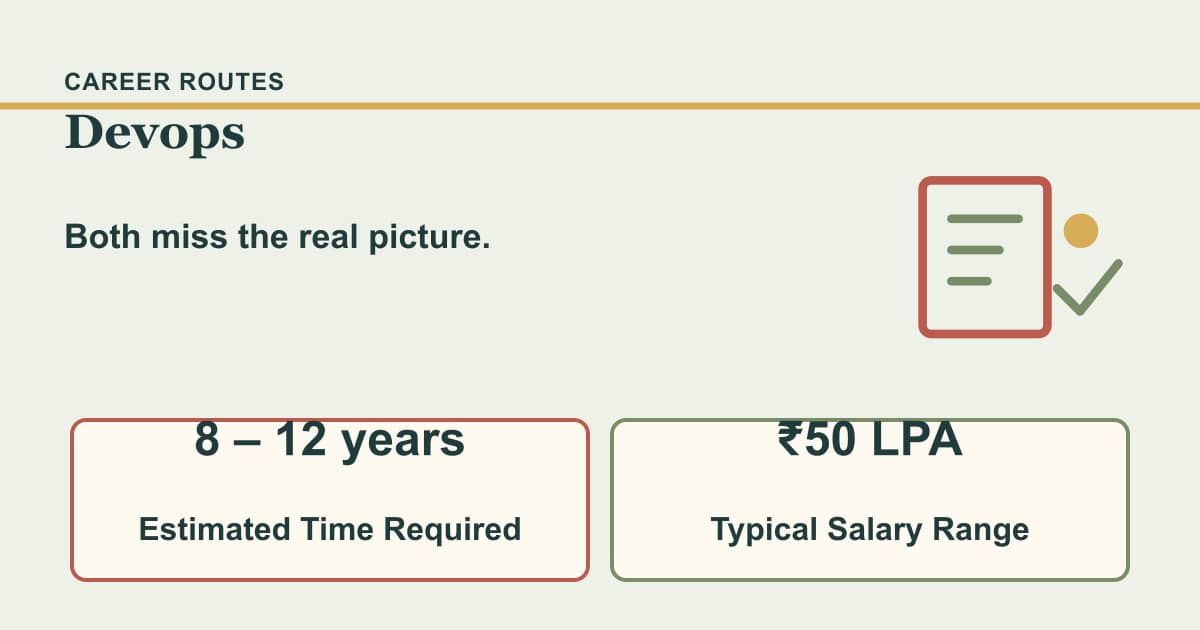 CAREER ROUTES
Devops
Both miss the real picture.
8 – 12 years
Estimated Time Required
₹50 LPA
Typical Salary Range